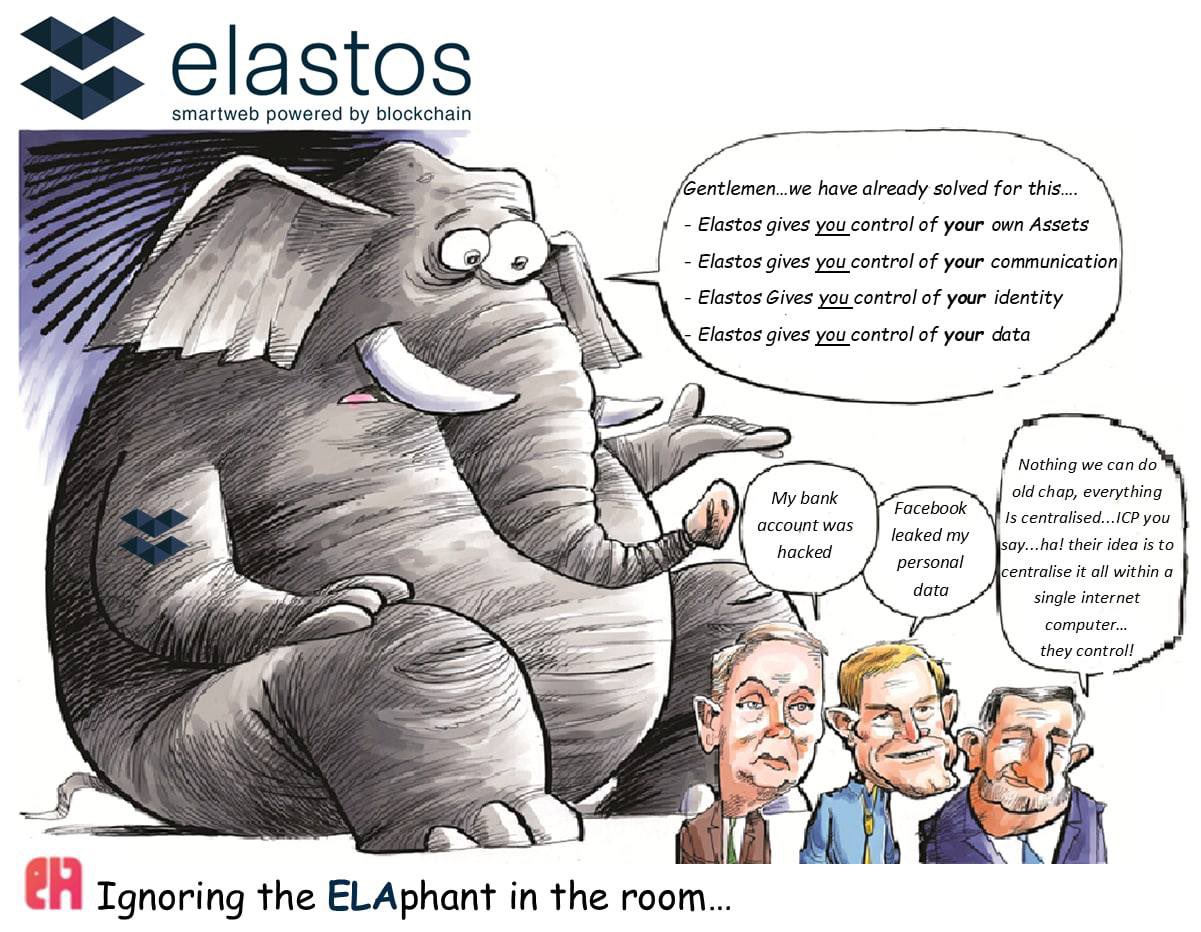 elastos
smartweb powered by blockchain
Gentlemen...we have already solved for this....
- Elastos gives you control of your own Assets
- Elastos gives you control of your communication
- Elastos Gives you control of your identity
- Elastos gives you control of your data
My bank
account was
hacked
Facebook
leaked my
personal
data
Nothing we can do
old chap, everything
Is centralised...ICP you
say...ha! their idea is to
centralise it all within a
single internet
computer...
they control!
eH Ignoring the ELAphant in the room...